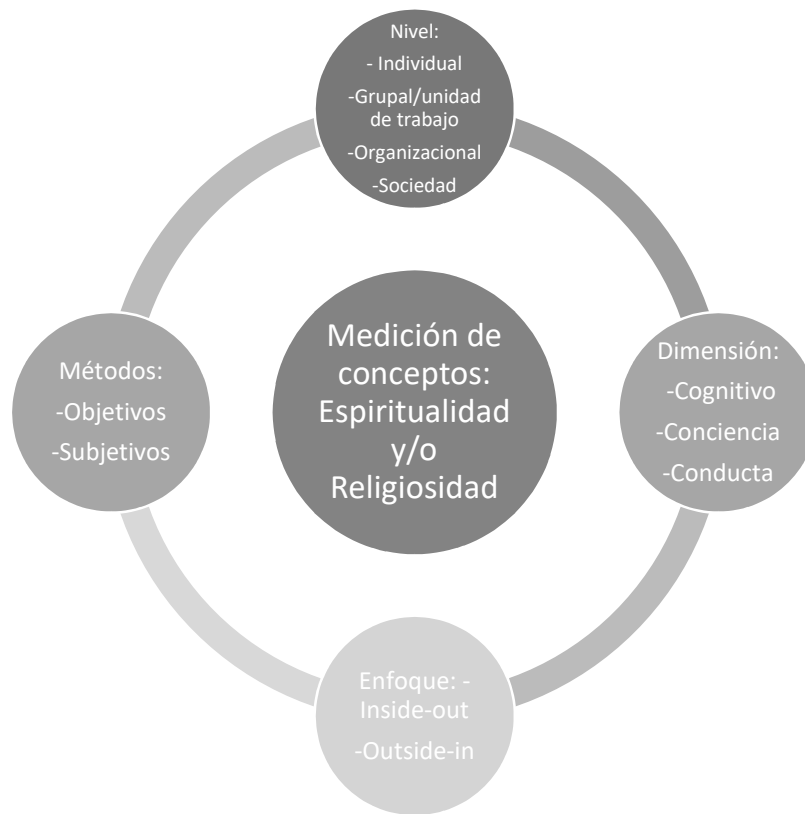 Nivel:
- Individual
-Grupal/unidad
de trabajo
-Organizacional
-Sociedad
Medición de
conceptos:
Espiritualidad
y/o
Religiosidad
Dimensión:
-Cognitivo
-Conciencia
-Conducta
Enfoque: -
Inside-out
-Outside-in
Métodos:
-Objetivos
-Subjetivos